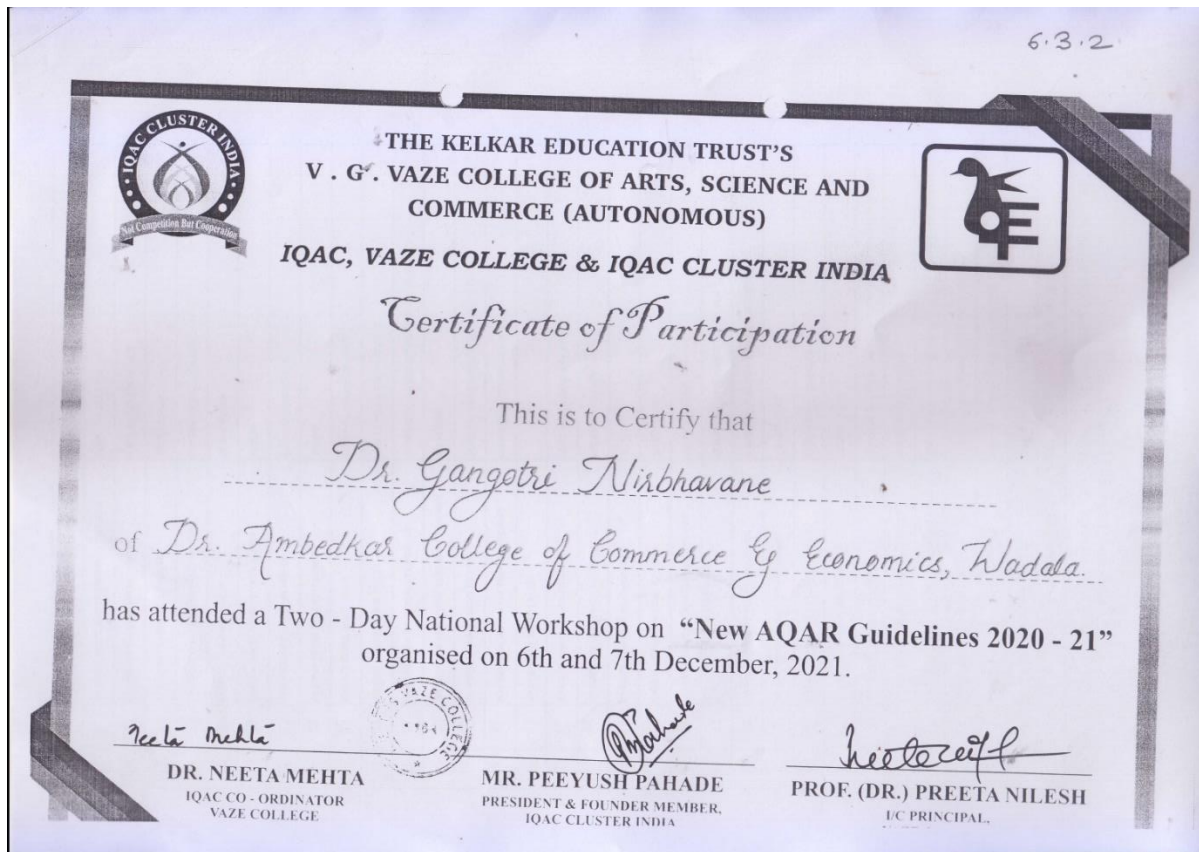 6.3.2
IQAC CLUSTER INDIA
Not Competition But Cooperation
THE KELKAR EDUCATION TRUST'S
V . G . VAZE COLLEGE OF ARTS, SCIENCE AND
COMMERCE (AUTONOMOUS)
IQAC, VAZE COLLEGE & IQAC CLUSTER INDIA
Certificate of Participation
This is to Certify that
Dr. Gangotri Nirbhavane
of Dr. Ambedkar College of Commerce & Economics, Wadala.
has attended a Two - Day National Workshop on "New AQAR Guidelines 2020 - 21"
organised on 6th and 7th December, 2021.
VAZE COLLEGE
Neeta Mehta
PMahade
DR. NEETA MEHTA
IQAC CO - ORDINATOR
VAZE COLLEGE
MR. PEEYUSH PAHADE
PRESIDENT & FOUNDER MEMBER,
IQAC CLUSTER INDIA
PROF. (DR.) PREETA NILESH
I/C PRINCIPAL,